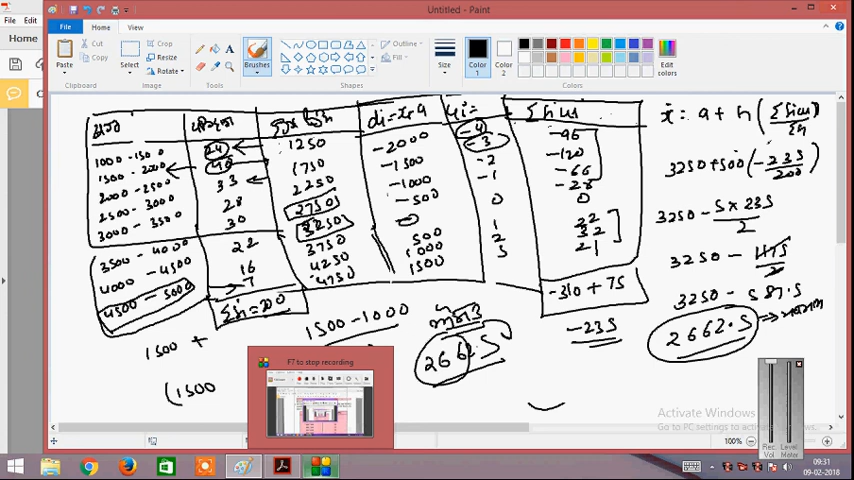 Untitled - Paint
File Home View
File
Home
Cut
Copy
Paste
Clipboard
Crop
Resize
Rotate
Select
Image
Tools
Brushes
Shapes
Outline
Fill
Size
Color 1
Color 2
Colors
Edit colors
ui=
x̄ = a + h
1000 - 1500 24 1250 -2000 -4 -96
1500 - 2000 40 1750 -1500 -3 -120
2000 - 2500 33 2250 -1000 -2 -66
2500 - 3000 28 2750 -500 -1 -28
3000 - 3500 30 3250 0 0 0
3500 - 4000 22 3750 500 1 22
4000 - 4500 16 4250 1000 2 32
4500 - 5000 7 4750 1500 21
=200
-310 + 75
-235
3250+500 (-235/200)
3250 - 5 x 235/2
3250 - 1175/2
3250 - 587.5
2662.5
1500 - 1000
2662.5
1500 +
(1500
F7 to stop recording
Activate Windows
Go to PC settings to activate
Rec Vol
Level Meter
100%
09:31
09-02-2018